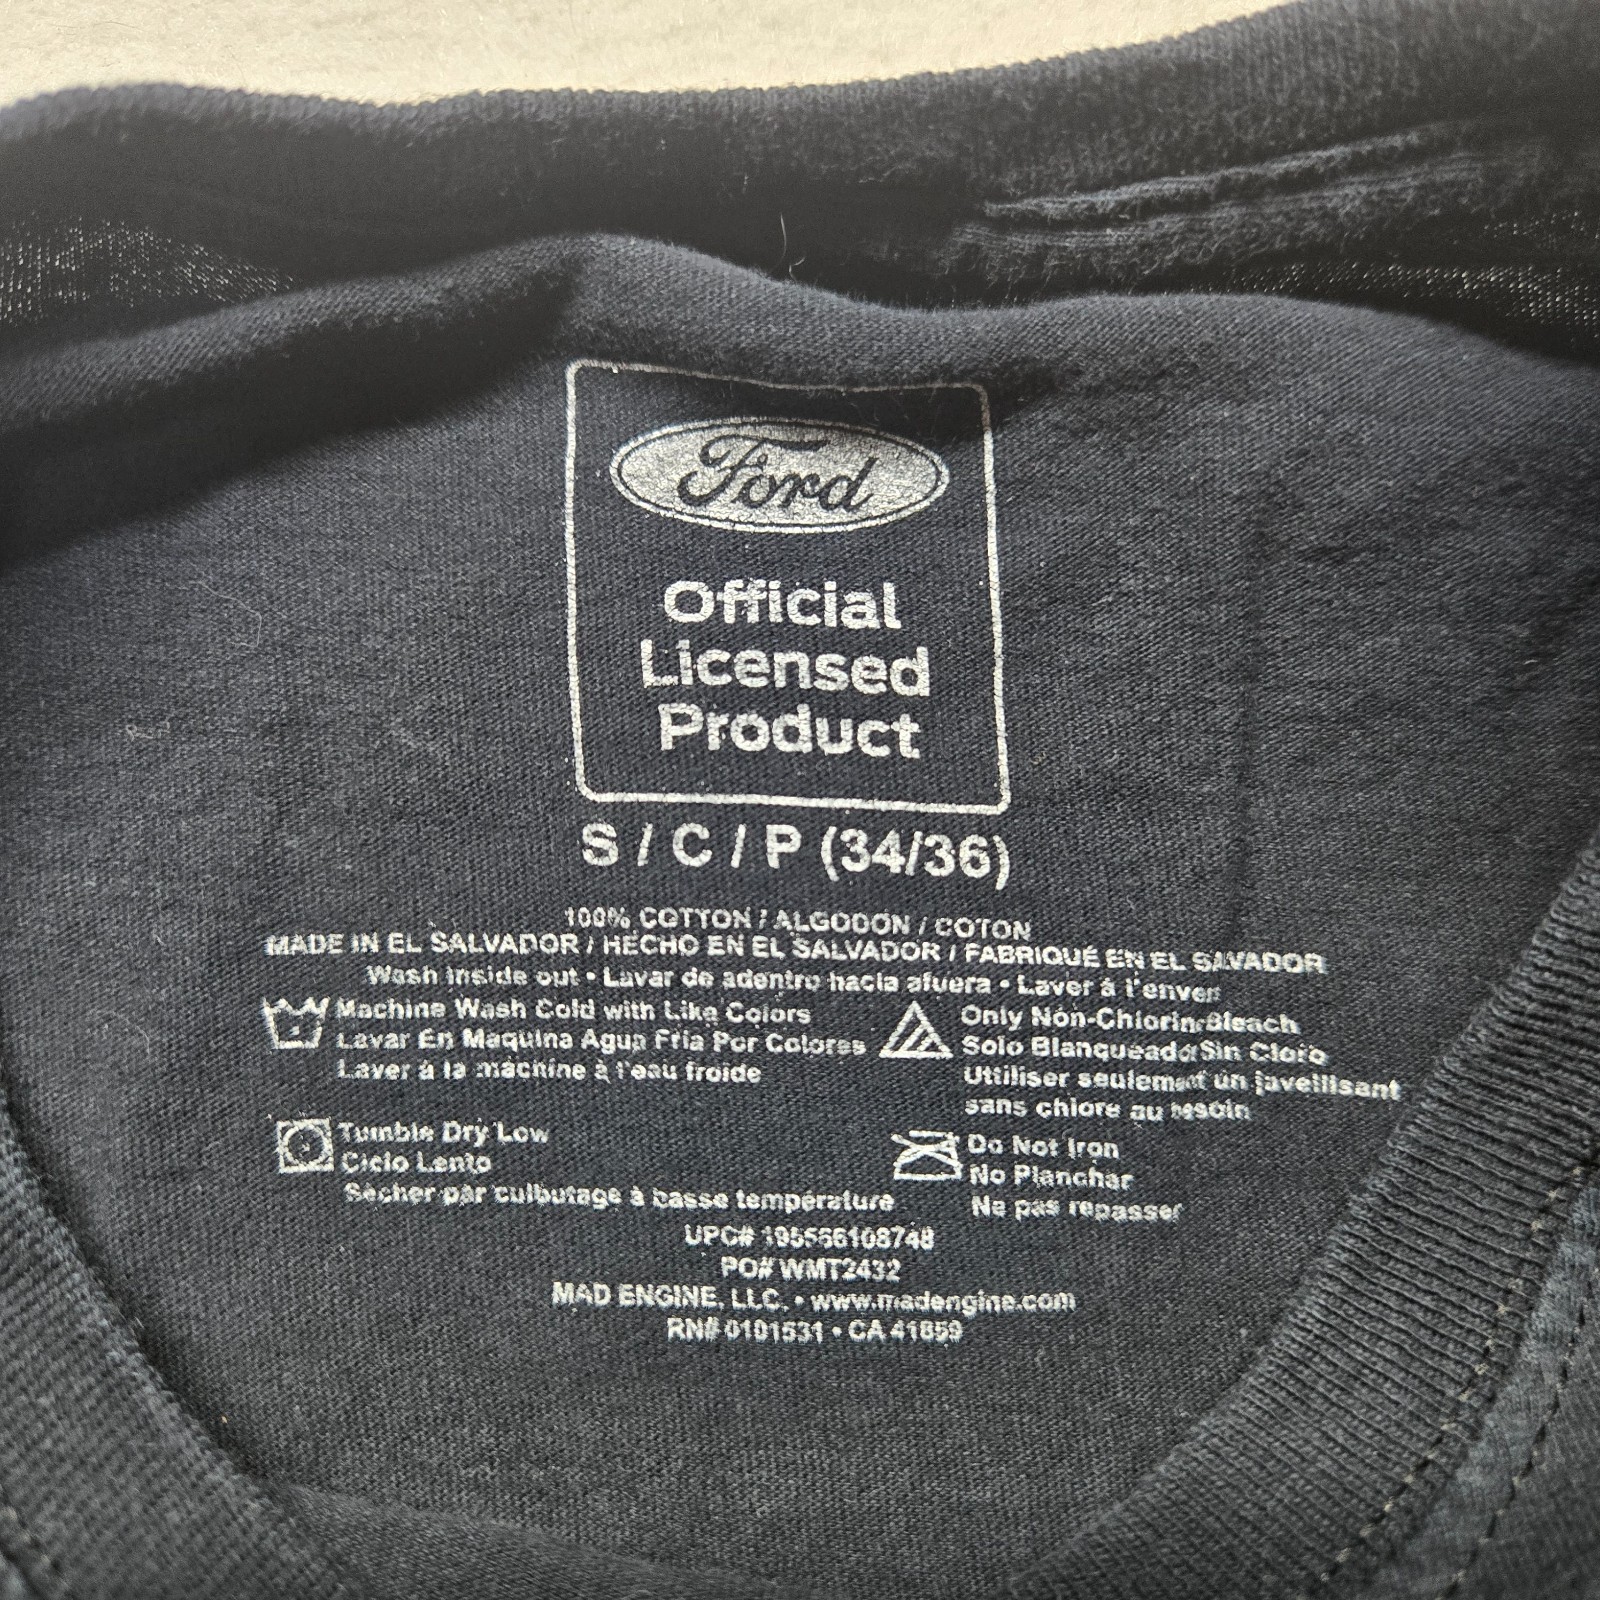 Ford
Official
Licensed
Product
S / C / P (34/36)
100% COTTON / ALGODÓN / COTON
MADE IN EL SALVADOR / HECHO EN EL SALVADOR / FABRIQUÉ EN EL SALVADOR
Wash inside out • Lavar de adentro hacia afuera • Laver à l'envers
Machine Wash Cold with Like Colors
Lavar En Maquina Agua Fria Por Colores
Laver à la machine à l'eau froide
Only Non-Chlorin Bleach
Solo Blanqueador Sin Cloro
Uttiliser seulement un javellisant
sans chlore au besoin
Tumble Dry Low
Ciclo Lento
Sécher par culbutage à basse température
Do Not Iron
No Planchar
Ne pas repasser
UPC# 195566108748
PO# WMT2432
MAD ENGINE, LLC. • www.madengine.com
RN# 0101531 • CA 41859